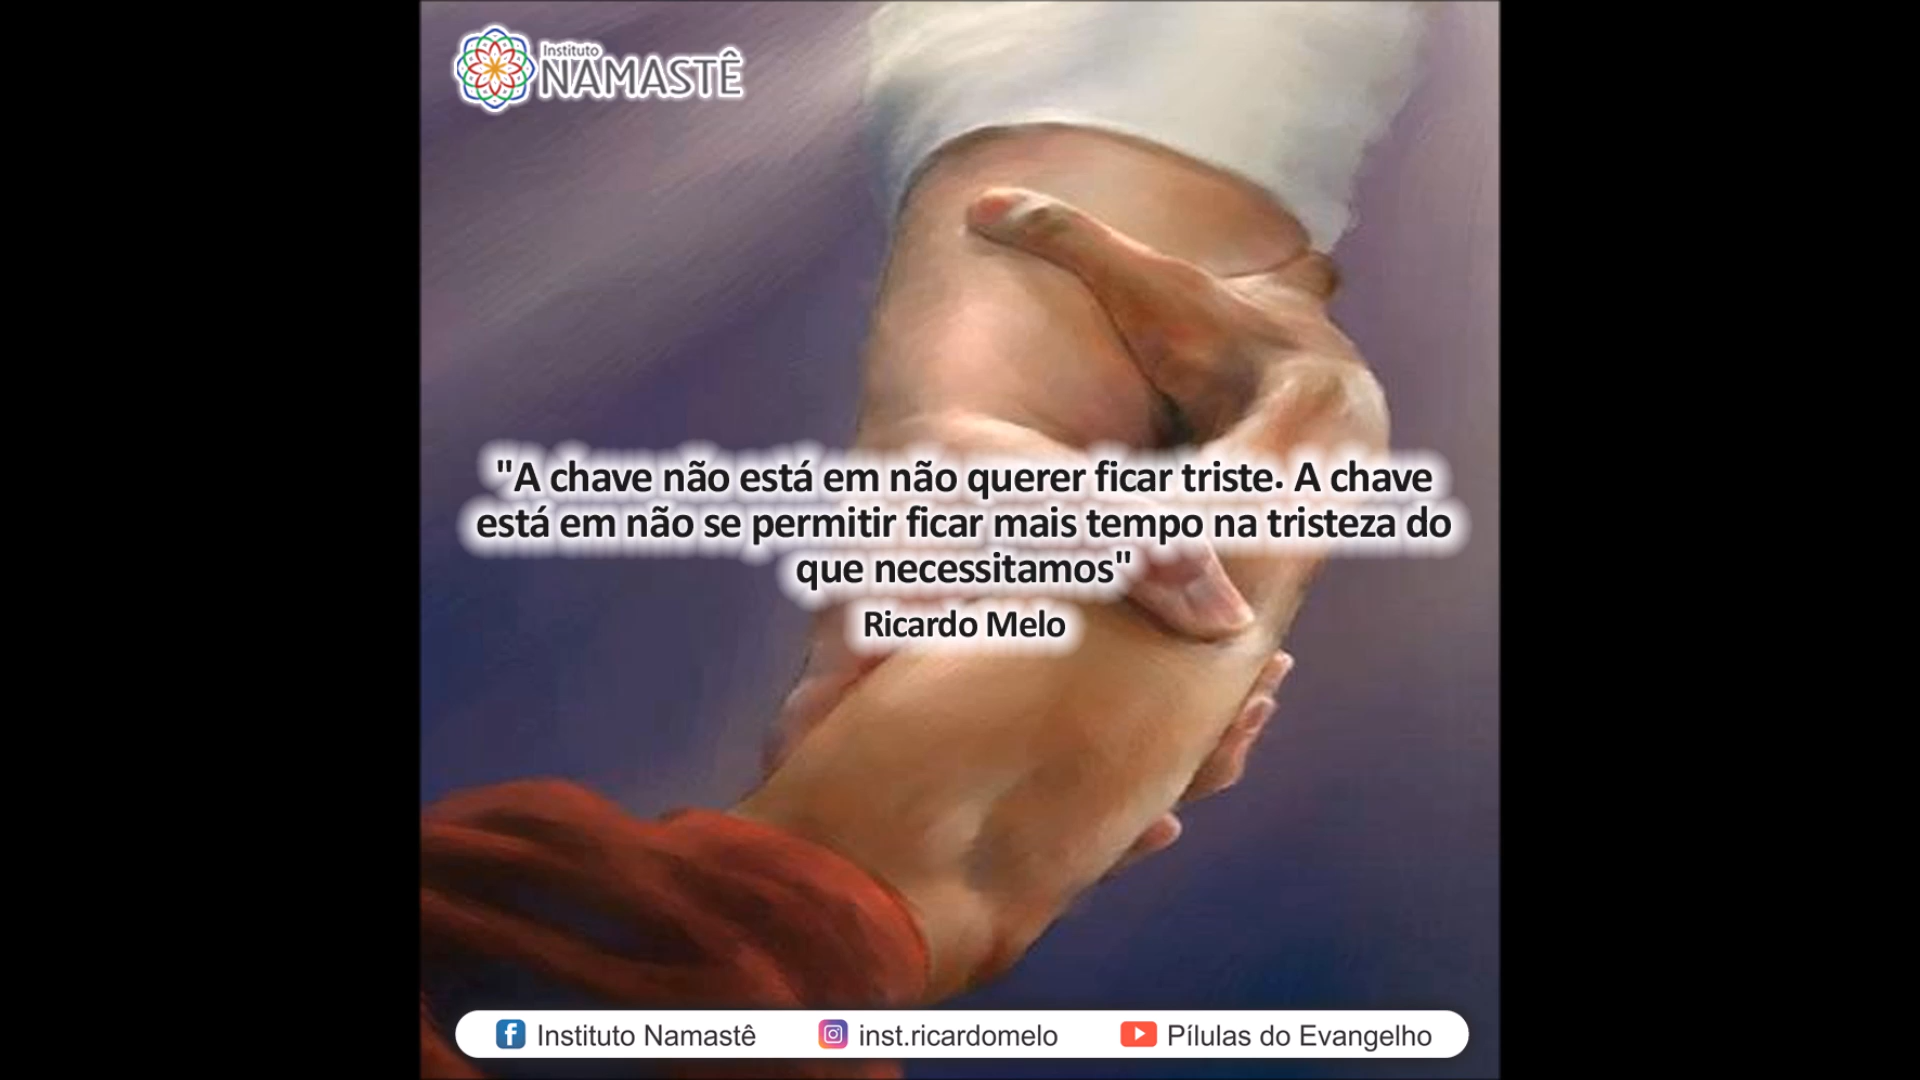 Instituto
NAMASTÊ
"A chave não está em não querer ficar triste. A chave
está em não se permitir ficar mais tempo na tristeza do
que necessitamos"
Ricardo Melo
Instituto Namastê inst.ricardomelo Pílulas do Evangelho